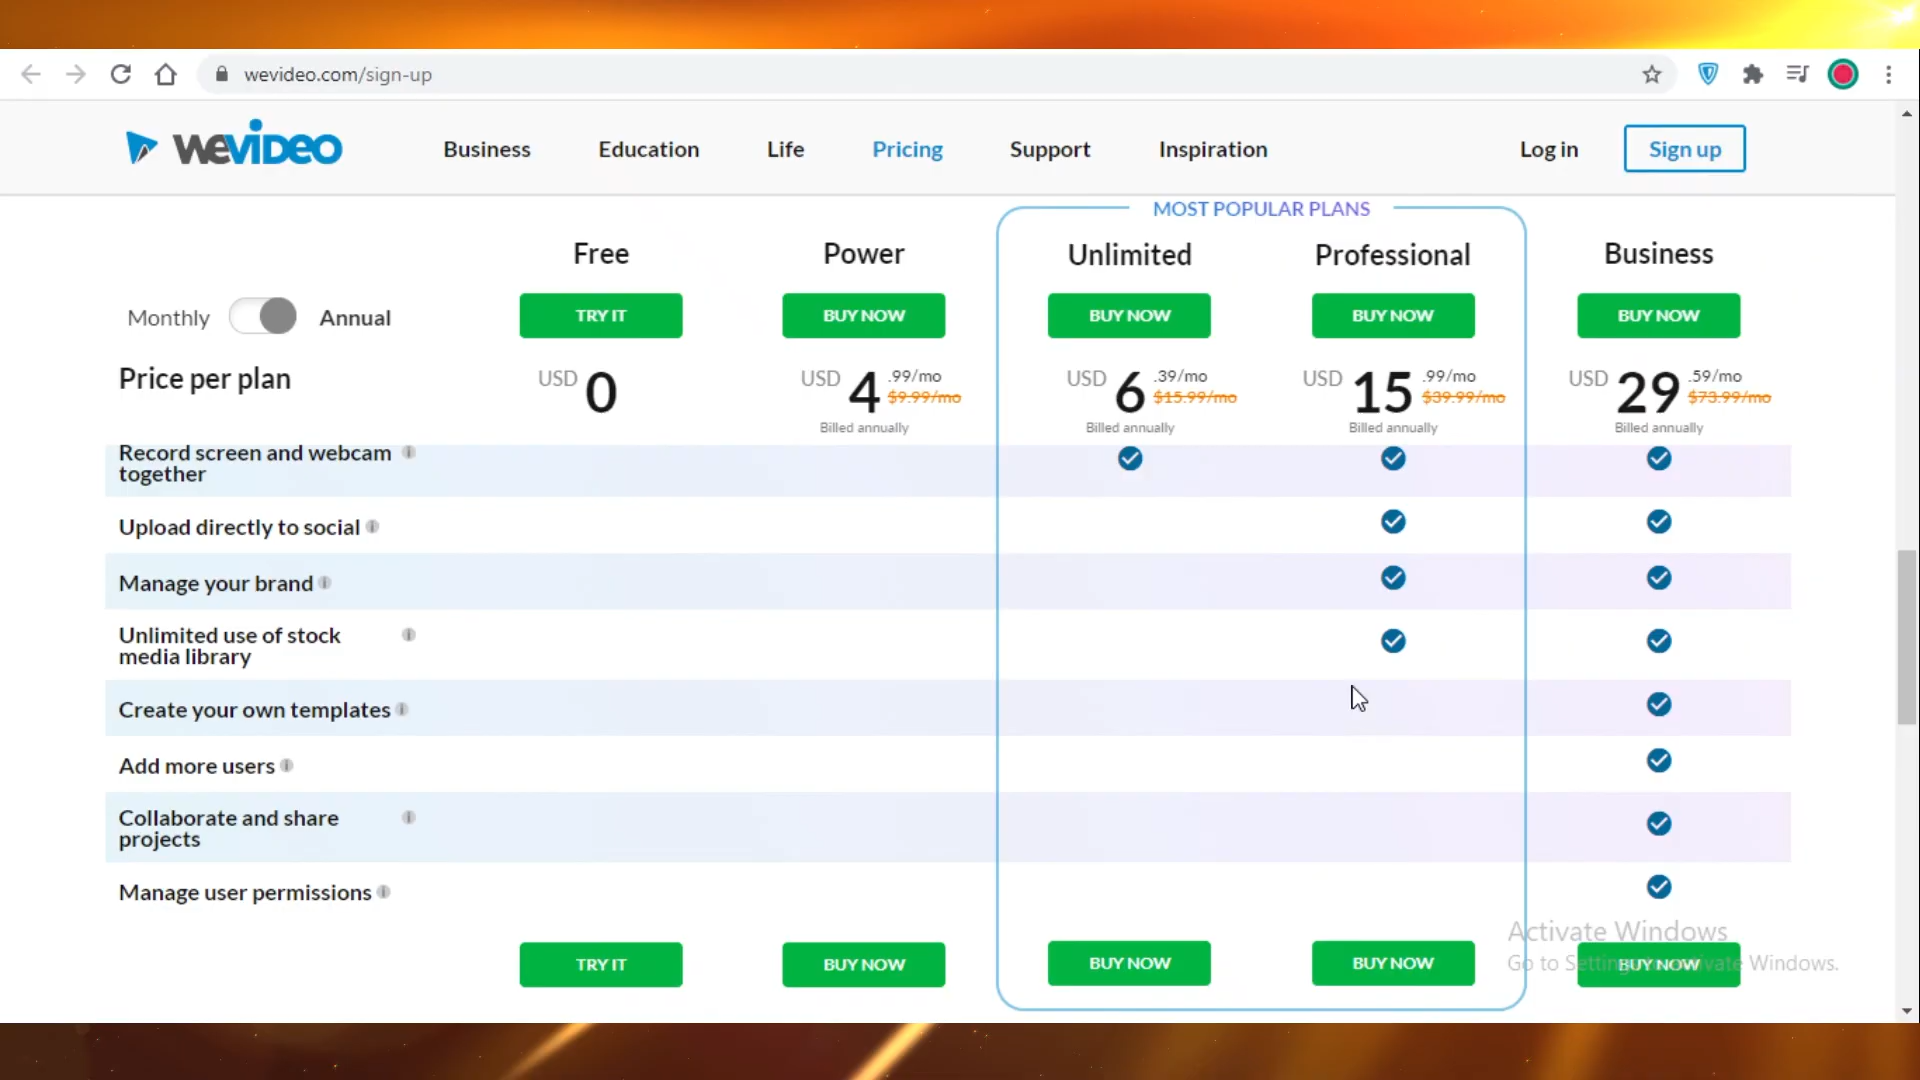 wevideo.com/sign-up
WEVIDEO
Business
Education
Life
Pricing
Support
Inspiration
Log in
Sign up
MOST POPULAR PLANS
Free
Power
Unlimited
Professional
Business
Monthly
Annual
TRY IT
BUY NOW
BUY NOW
BUY NOW
BUY NOW
Price per plan
USD 0
USD 4 .99/mo
$9.99/mo
Billed annually
USD 6 .39/mo
$15.99/mo
Billed annually
USD 15 .99/mo
$39.99/mo
Billed annually
USD 29 .59/mo
$73.99/mo
Billed annually
Record screen and webcam
together
Upload directly to social
Manage your brand
Unlimited use of stock
media library
Create your own templates
Add more users
Collaborate and share
projects
Manage user permissions
TRY IT
BUY NOW
BUY NOW
BUY NOW
BUY NOW
Activate Windows
Go to Settings to activate Windows.